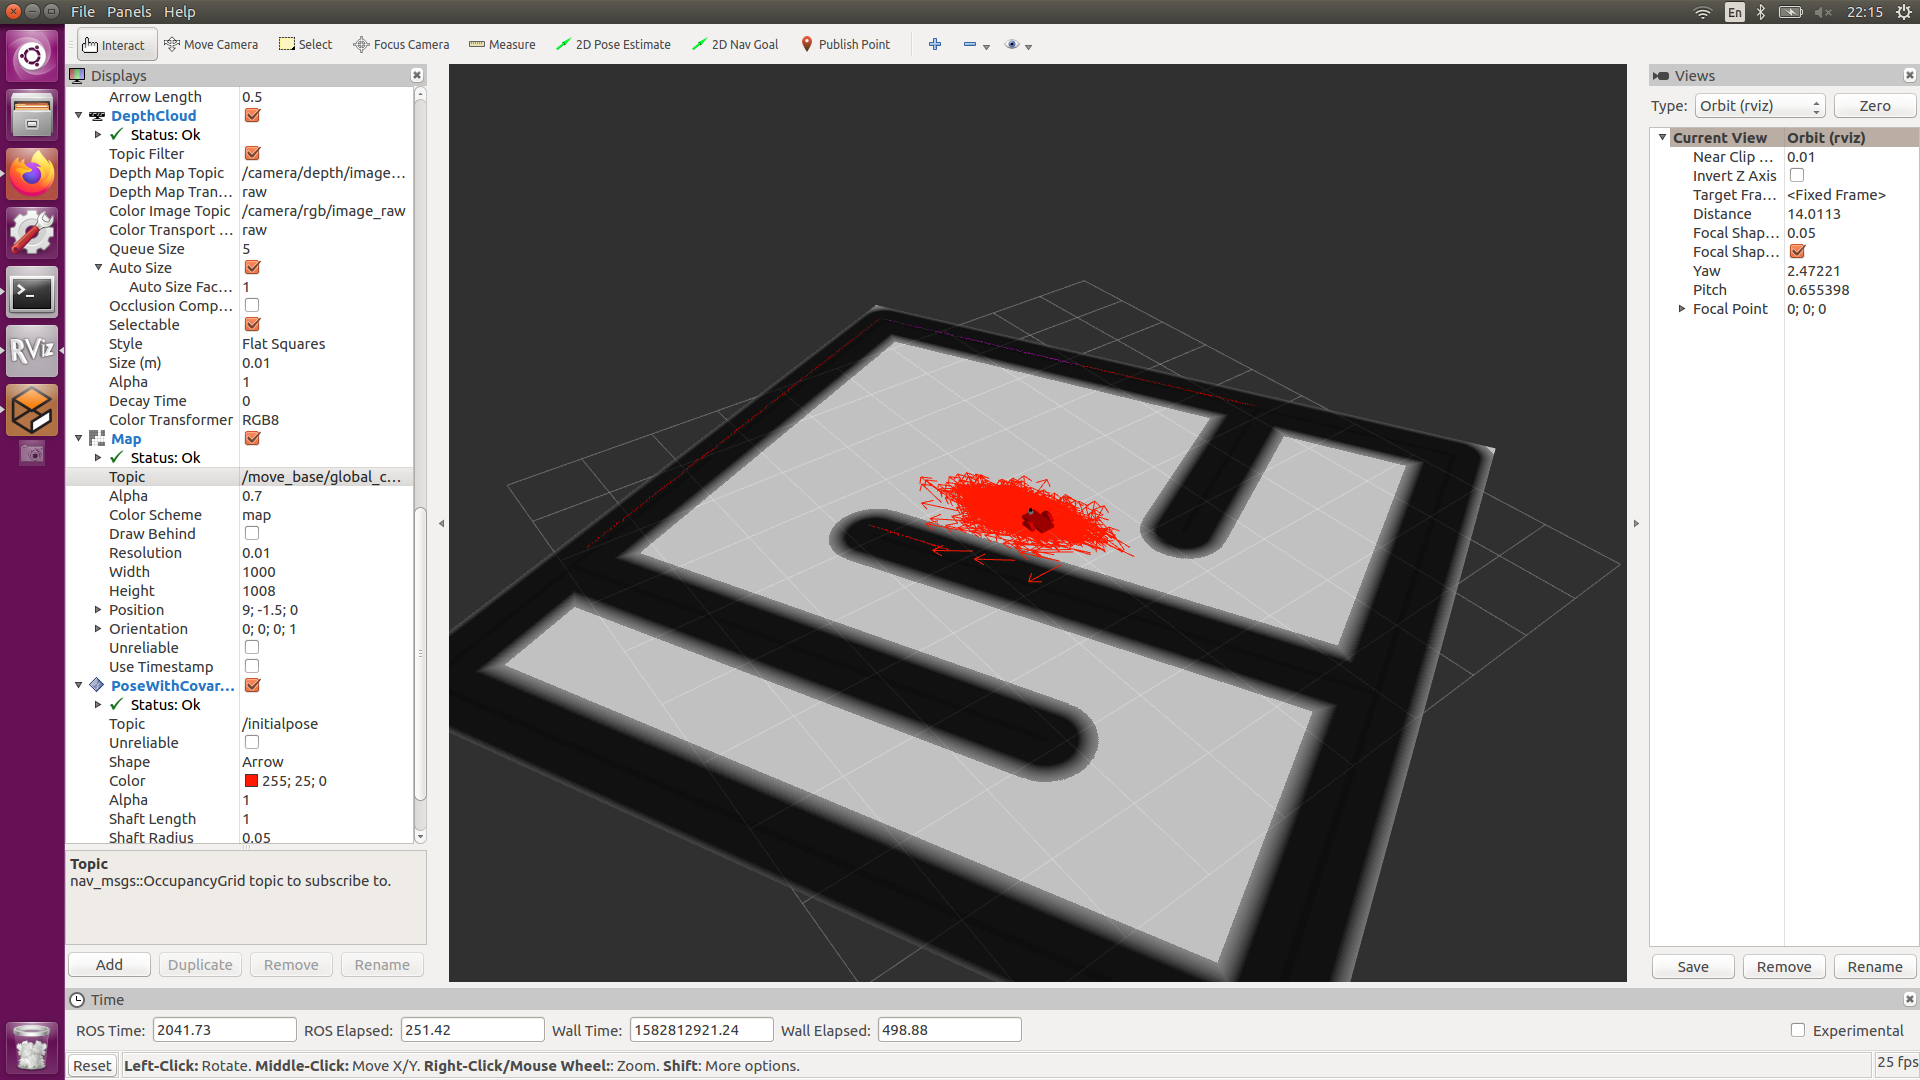 File Panels Help
En 22:15
Interact Move Camera Select Focus Camera Measure 2D Pose Estimate 2D Nav Goal Publish Point
Displays
Arrow Length 0.5
DepthCloud
Status: Ok
Topic Filter
Depth Map Topic /camera/depth/image...
Depth Map Tran... raw
Color Image Topic /camera/rgb/image_raw
Color Transport ... raw
Queue Size 5
Auto Size
Auto Size Fac... 1
Occlusion Comp...
Selectable
Style Flat Squares
Size (m) 0.01
Alpha 1
Decay Time 0
Color Transformer RGB8
Map
Status: Ok
Topic /move_base/global_c...
Alpha 0.7
Color Scheme map
Draw Behind
Resolution 0.01
Width 1000
Height 1008
Position 9; -1.5; 0
Orientation 0; 0; 0; 1
Unreliable
Use Timestamp
PoseWithCovar...
Status: Ok
Topic /initialpose
Unreliable
Shape Arrow
Color 255; 25; 0
Alpha 1
Shaft Length 1
Shaft Radius 0.05
Topic
nav_msgs::OccupancyGrid topic to subscribe to.
Add Duplicate Remove Rename
Views
Type: Orbit (rviz) Zero
Current View Orbit (rviz)
Near Clip ... 0.01
Invert Z Axis
Target Fra... <Fixed Frame>
Distance 14.0113
Focal Shap... 0.05
Focal Shap...
Yaw 2.47221
Pitch 0.655398
Focal Point 0; 0; 0
Save Remove Rename
Time
ROS Time: 2041.73 ROS Elapsed: 251.42 Wall Time: 1582812921.24 Wall Elapsed: 498.88 Experimental
Reset Left-Click: Rotate. Middle-Click: Move X/Y. Right-Click/Mouse Wheel:: Zoom. Shift: More options. 25 fps
RViz